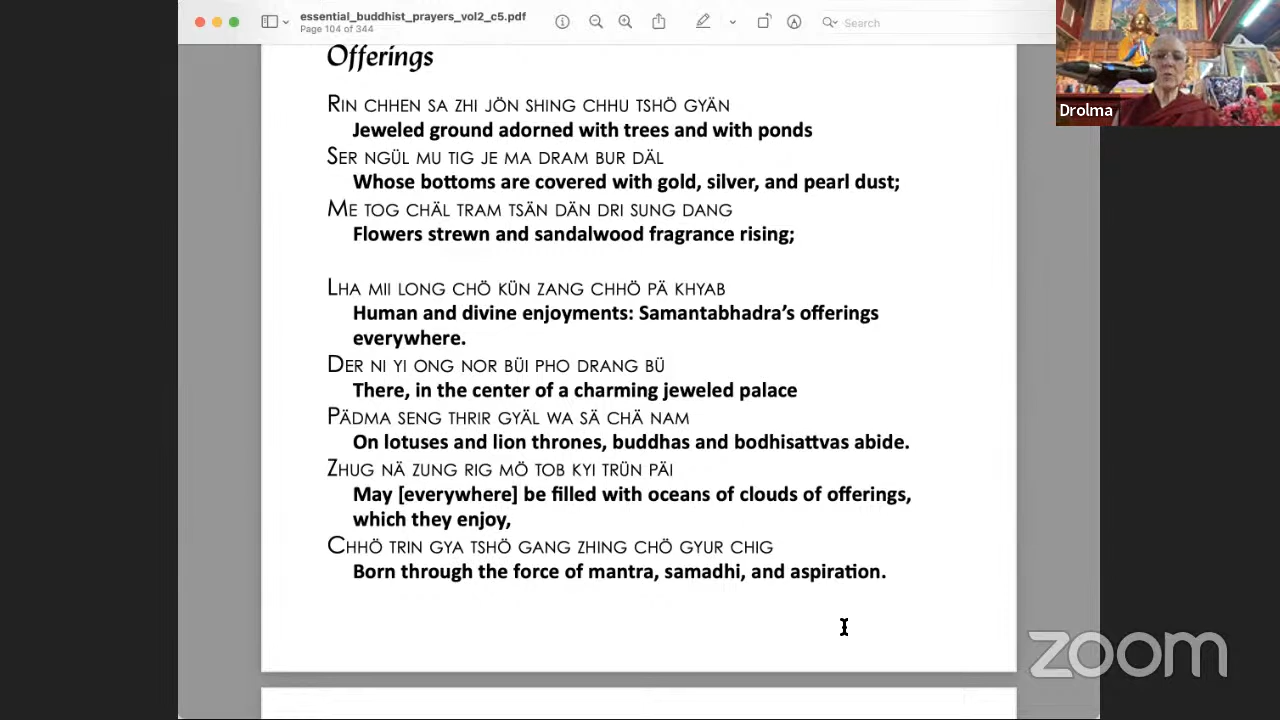 essential_buddhist_prayers_vol2_c5.pdf
Page 104 of 344
Search
Drolma
Offerings
RIN CHHEN SA ZHI JÖN SHING CHHU TSHÖ GYÄN
Jeweled ground adorned with trees and with ponds
SER NGÜL MU TIG JE MA DRAM BUR DÄL
Whose bottoms are covered with gold, silver, and pearl dust;
ME TOG CHÄL TRAM TSÄN DÄN DRI SUNG DANG
Flowers strewn and sandalwood fragrance rising;
LHA MII LONG CHÖ KÜN ZANG CHHÖ PÄ KHYAB
Human and divine enjoyments: Samantabhadra’s offerings
everywhere.
DER NI YI ONG NOR BÜI PHO DRANG BÜ
There, in the center of a charming jeweled palace
PÄDMA SENG THRIR GYÄL WA SÄ CHÄ NAM
On lotuses and lion thrones, buddhas and bodhisattvas abide.
ZHUG NÄ ZUNG RIG MÖ TOB KYI TRÜN PÄI
May [everywhere] be filled with oceans of clouds of offerings,
which they enjoy,
CHHÖ TRIN GYA TSHÖ GANG ZHING CHÖ GYUR CHIG
Born through the force of mantra, samadhi, and aspiration.
zoom